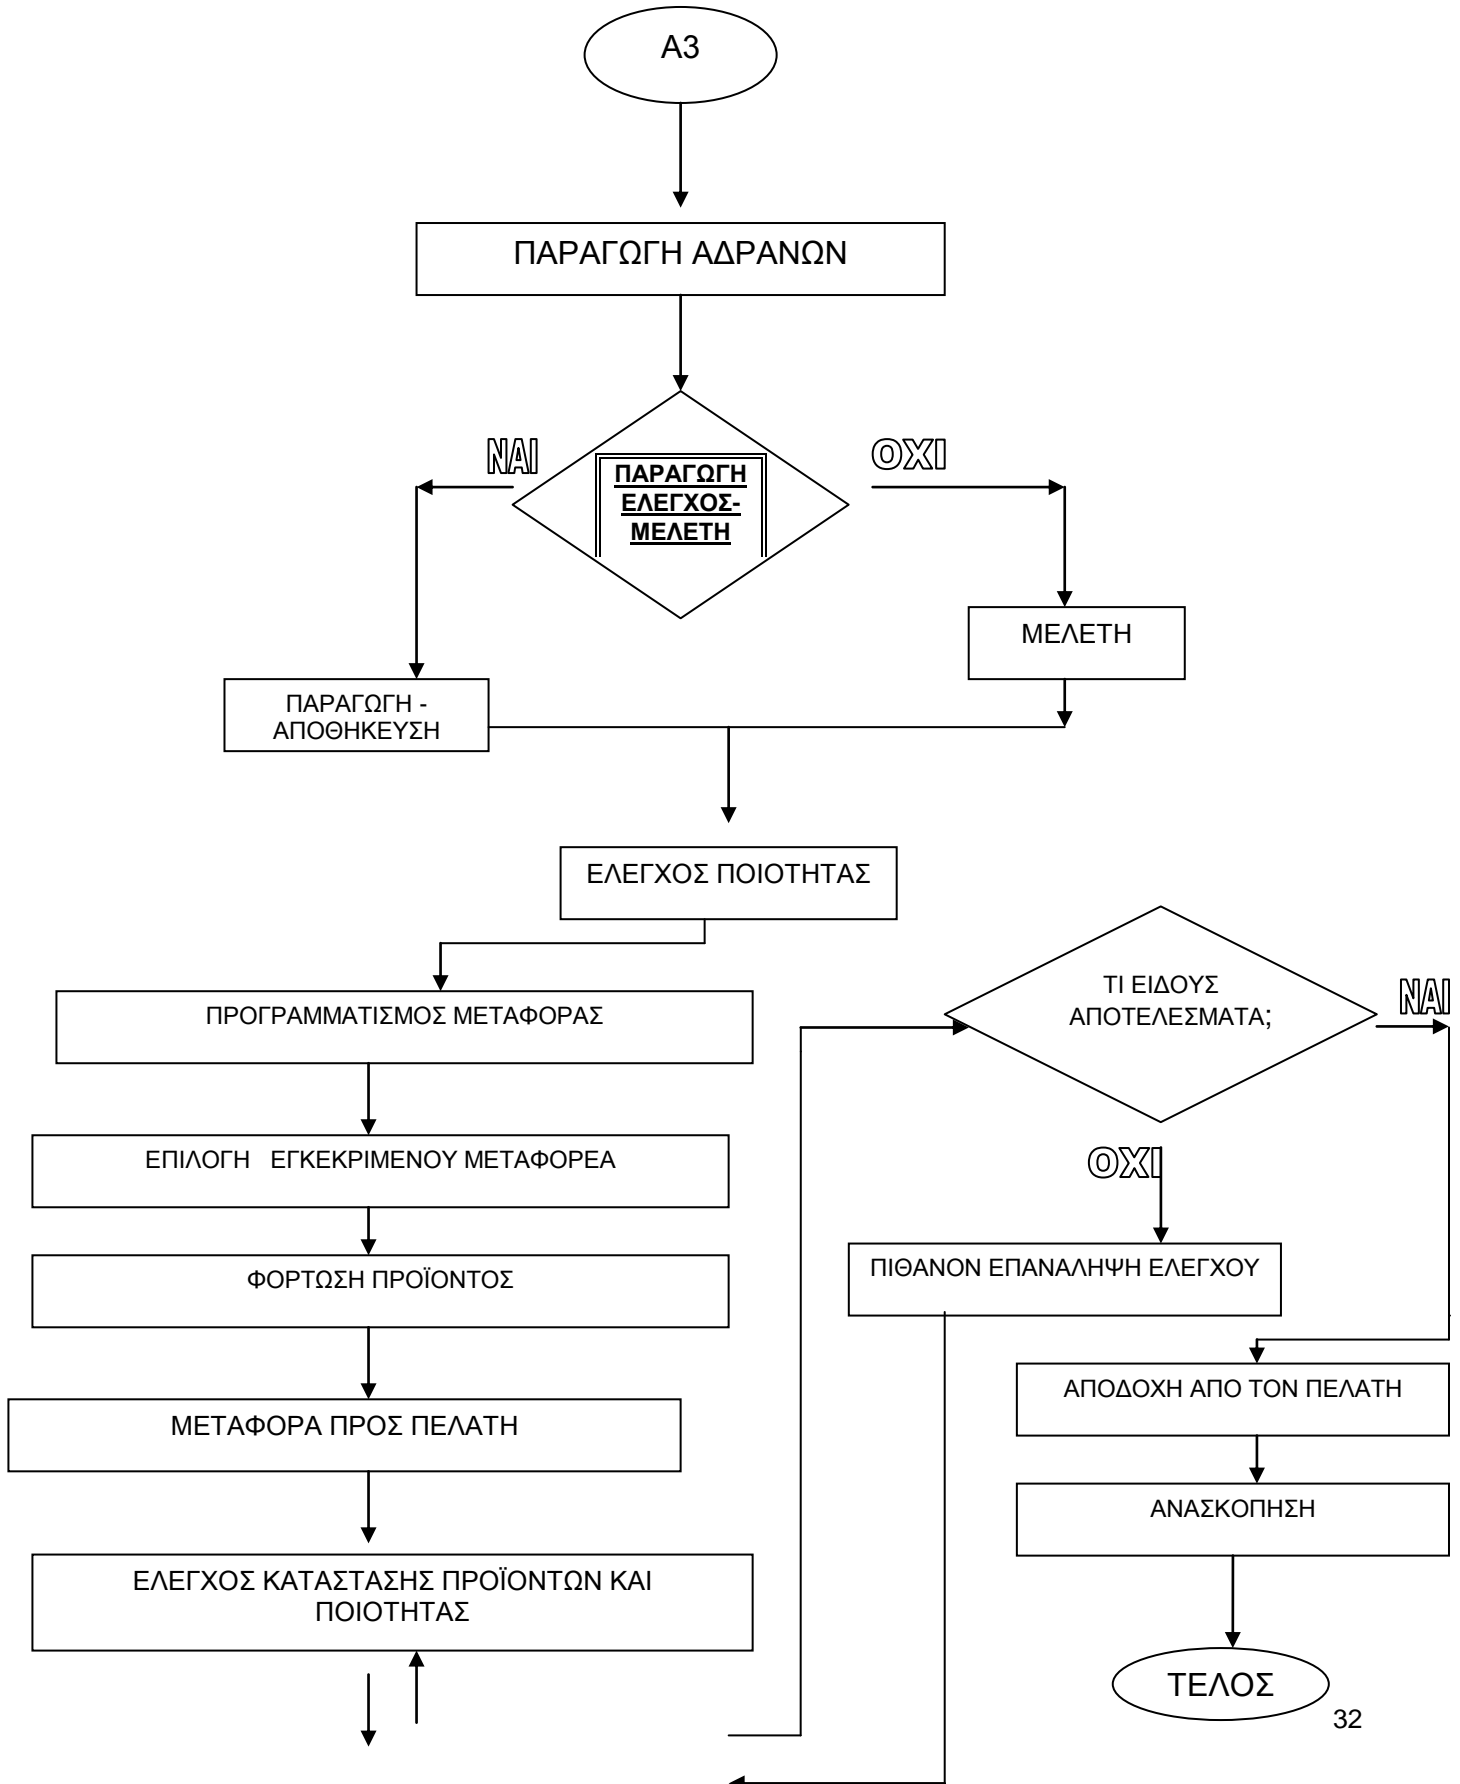 Α3
ΠΑΡΑΓΩΓΗ ΑΔΡΑΝΩΝ
ΝΑΙ
ΟΧΙ
ΠΑΡΑΓΩΓΗ
ΕΛΕΓΧΟΣ-
ΜΕΛΕΤΗ
ΜΕΛΕΤΗ
ΠΑΡΑΓΩΓΗ -
ΑΠΟΘΗΚΕΥΣΗ
ΕΛΕΓΧΟΣ ΠΟΙΟΤΗΤΑΣ
ΠΡΟΓΡΑΜΜΑΤΙΣΜΟΣ ΜΕΤΑΦΟΡΑΣ
ΕΠΙΛΟΓΗ ΕΓΚΕΚΡΙΜΕΝΟΥ ΜΕΤΑΦΟΡΕΑ
ΦΟΡΤΩΣΗ ΠΡΟΪΟΝΤΟΣ
ΜΕΤΑΦΟΡΑ ΠΡΟΣ ΠΕΛΑΤΗ
ΕΛΕΓΧΟΣ ΚΑΤΑΣΤΑΣΗΣ ΠΡΟΪΟΝΤΩΝ ΚΑΙ
ΠΟΙΟΤΗΤΑΣ
ΤΙ ΕΙΔΟΥΣ
ΑΠΟΤΕΛΕΣΜΑΤΑ;
ΝΑΙ
ΟΧΙ
ΠΙΘΑΝΟΝ ΕΠΑΝΑΛΗΨΗ ΕΛΕΓΧΟΥ
ΑΠΟΔΟΧΗ ΑΠΟ ΤΟΝ ΠΕΛΑΤΗ
ΑΝΑΣΚΟΠΗΣΗ
ΤΕΛΟΣ
32